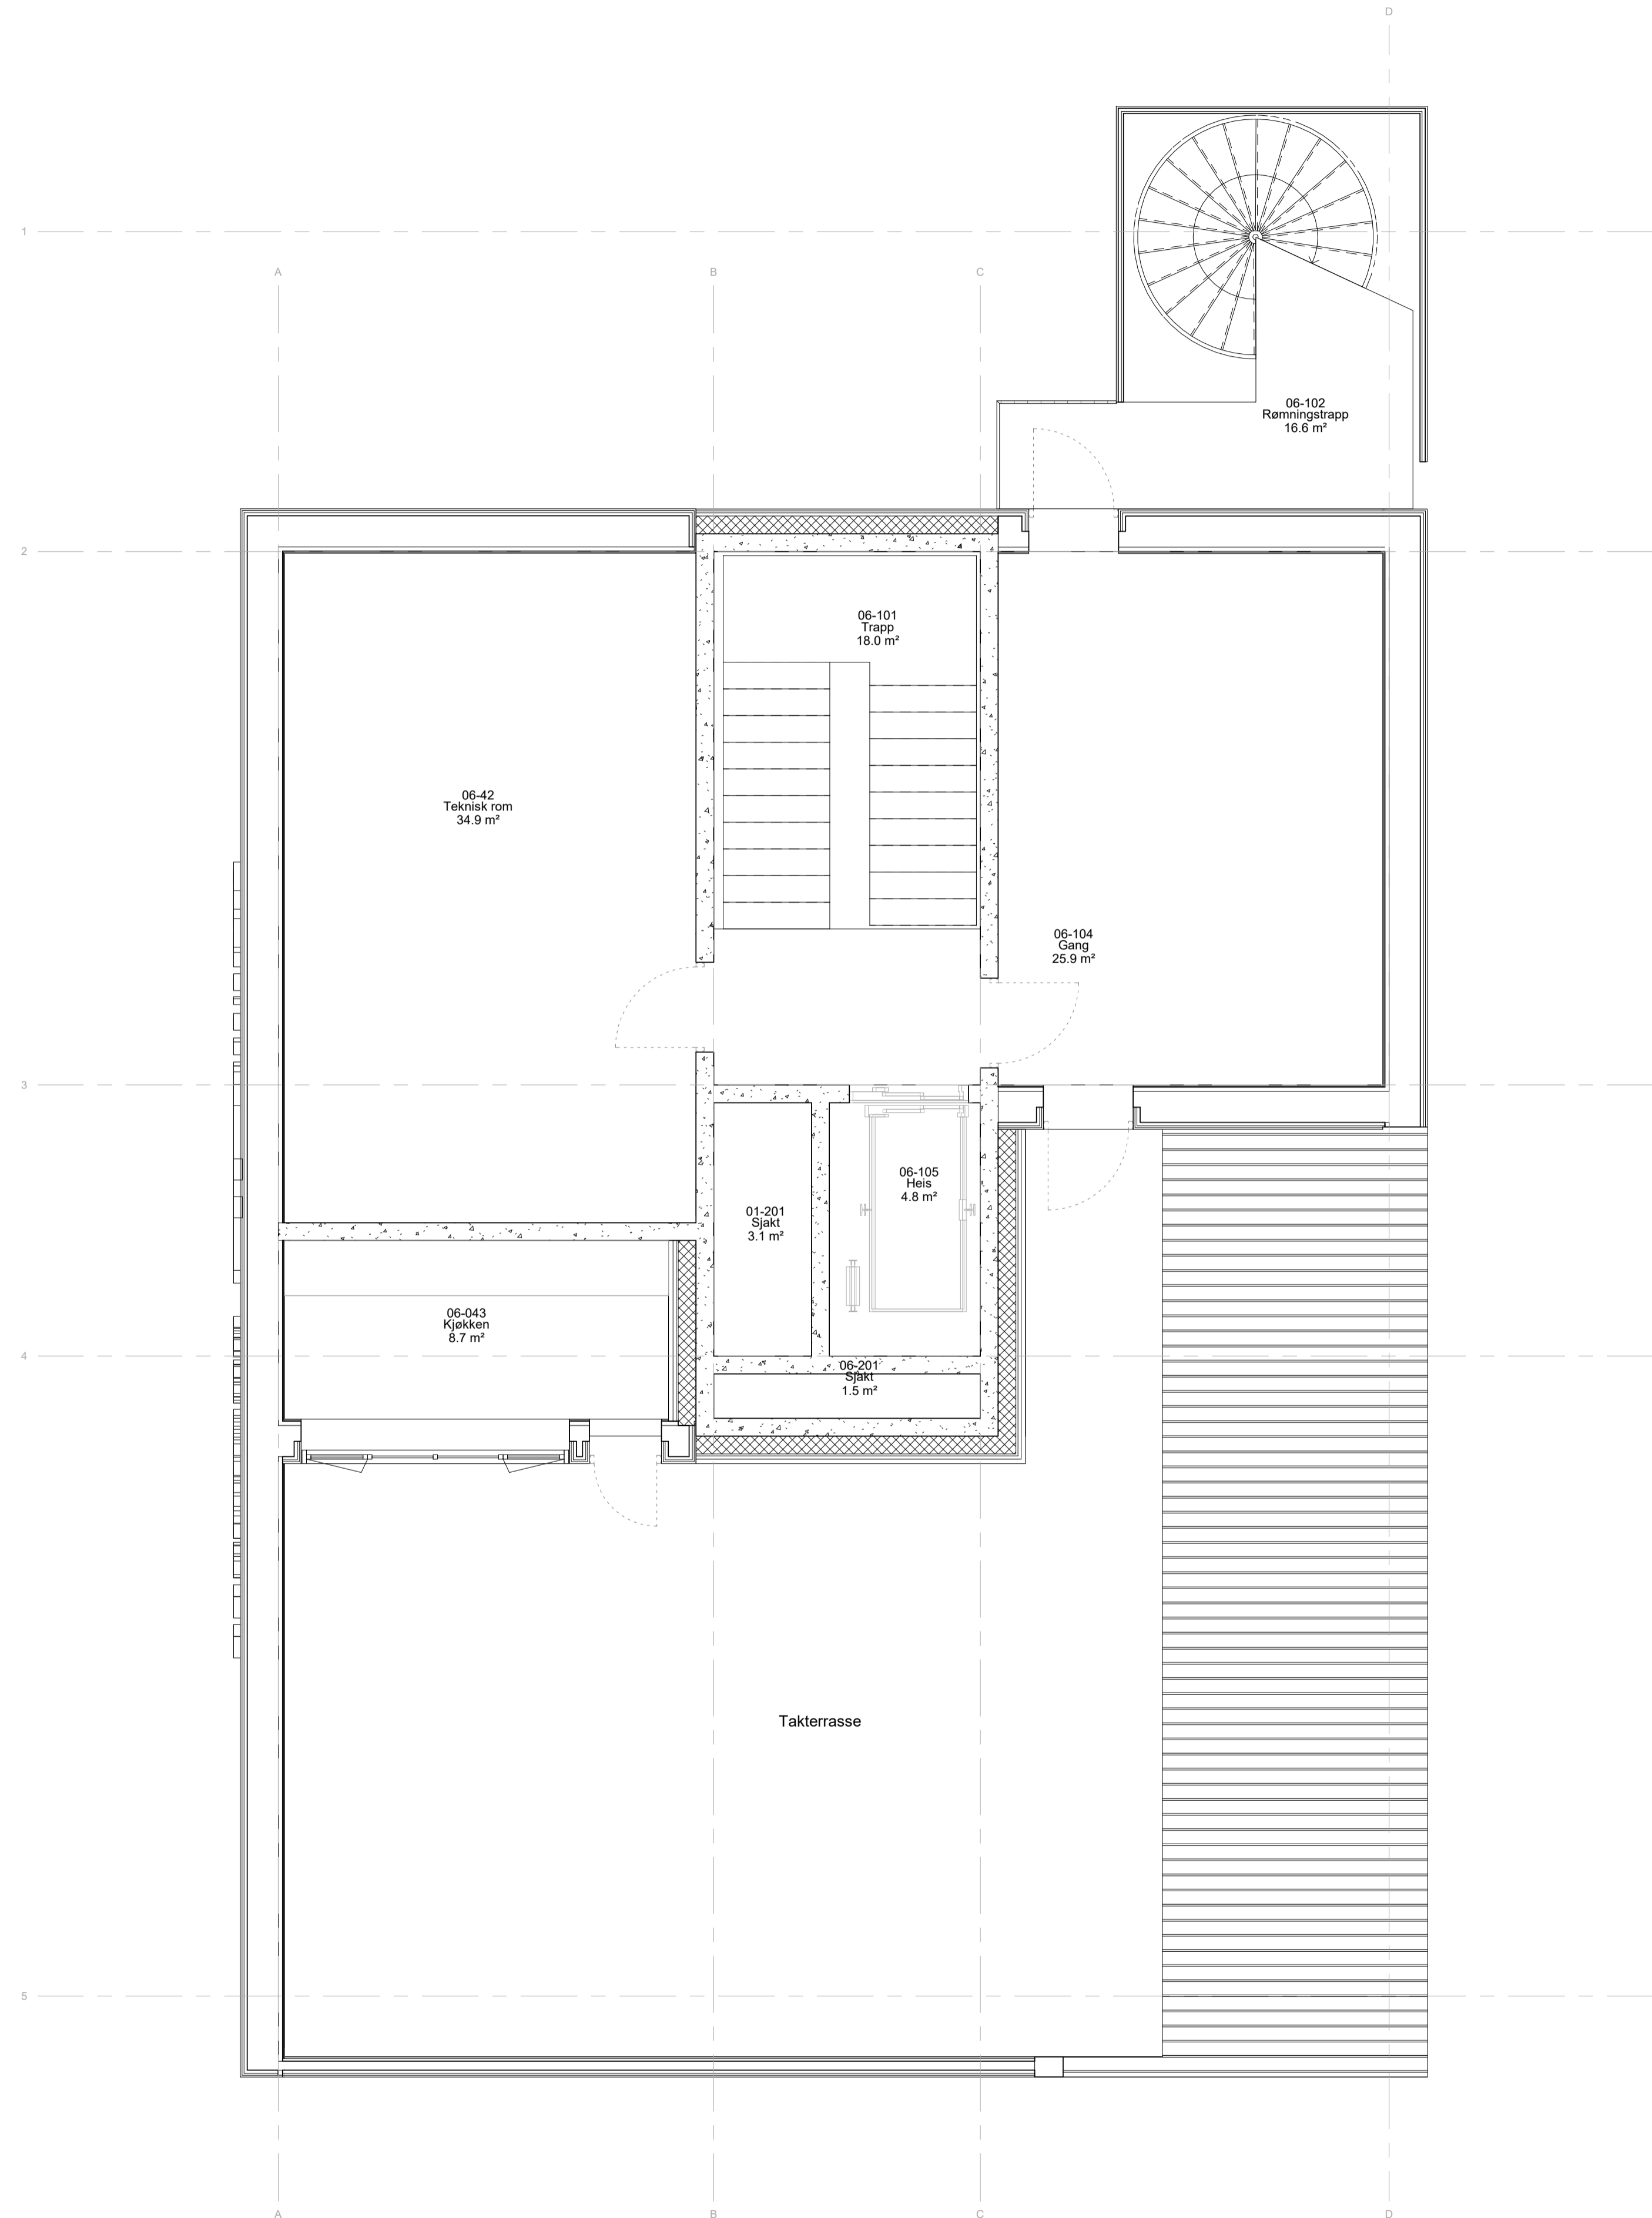 D
1
A
B
C
06-102
Rømningstrapp
16.6 m²
2
06-101
Trapp
18.0 m²
06-42
Teknisk rom
34.9 m²
06-104
Gang
25.9 m²
3
06-105
Heis
4.8 m²
01-201
Sjakt
3.1 m²
06-043
Kjøkken
8.7 m²
4
06-201
Sjakt
1.5 m²
Takterrasse
5
A
B
C
D